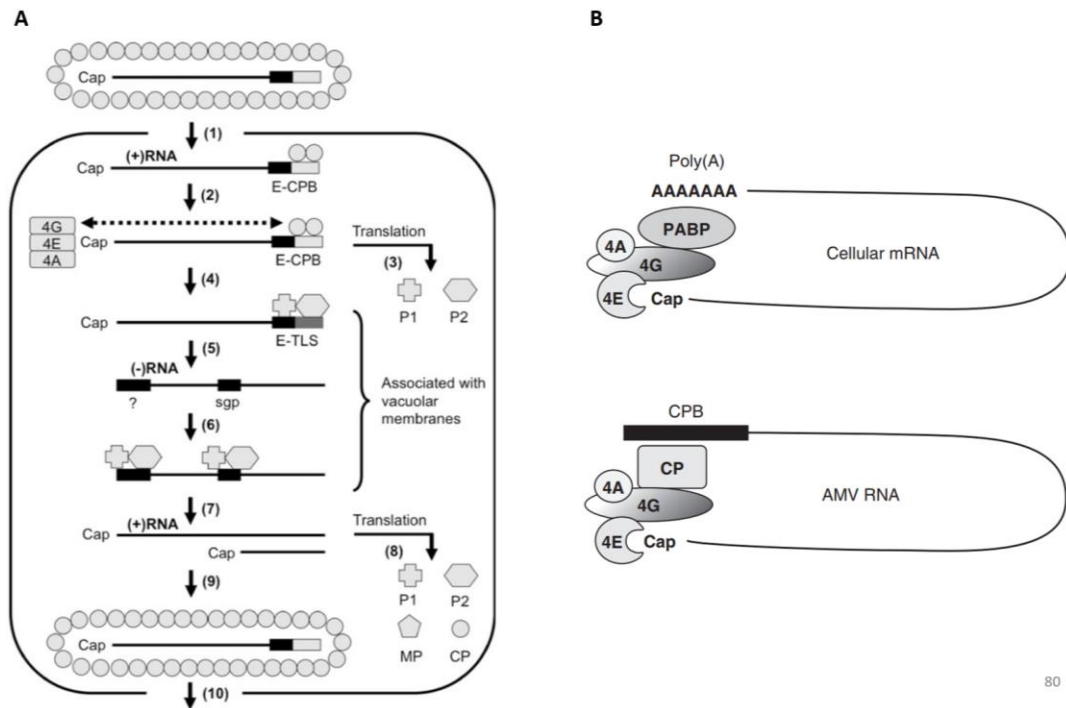 A
Cap
(1)
(+)RNA
Cap
E-CPB
(2)
4G
4E
4A
Cap
E-CPB
Translation
(3)
P1 P2
(4)
Cap
E-TLS
(5)
(-)RNA
? sgp
Associated with
vacuolar
membranes
(6)
(7)
(+)RNA
Cap
Cap
Translation
(8)
P1 P2
MP CP
(9)
Cap
(10)
B
Poly(A)
AAAAAAA
PABP
4A
4G
4E Cap
Cellular mRNA
CPB
CP
4A
4G
4E Cap
AMV RNA
80